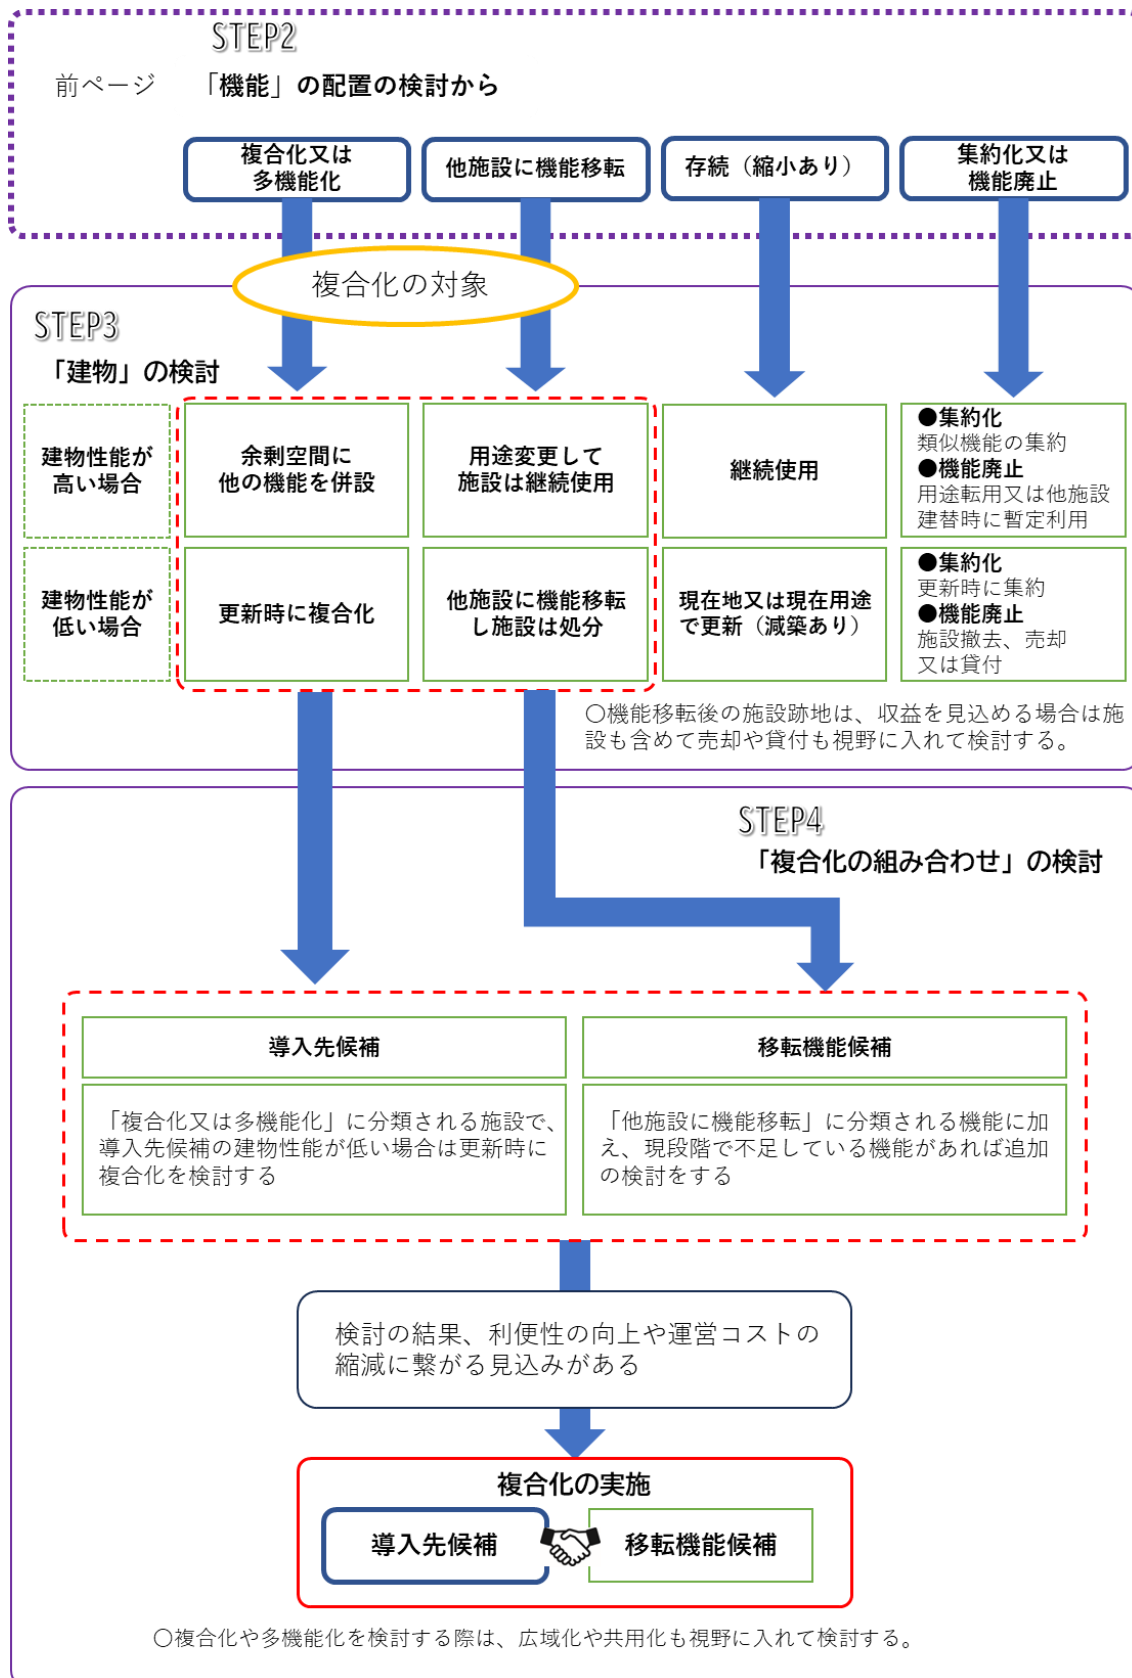 STEP2
前ページ 「機能」の配置の検討から
複合化又は
多機能化
他施設に機能移転
存続（縮小あり）
集約化又は
機能廃止
複合化の対象
STEP3
「建物」の検討
建物性能が
高い場合
余剰空間に
他の機能を併設
用途変更して
施設は継続使用
継続使用
●集約化
類似機能の集約
●機能廃止
用途転用又は他施設
建替時に暫定利用
建物性能が
低い場合
更新時に複合化
他施設に機能移転
し施設は処分
現在地又は現在用途
で更新（減築あり）
●集約化
更新時に集約
●機能廃止
施設撤去、売却
又は貸付
〇機能移転後の施設跡地は、収益を見込める場合は施
設も含めて売却や貸付も視野に入れて検討する。
STEP4
「複合化の組み合わせ」の検討
導入先候補
「複合化又は多機能化」に分類される施設で、
導入先候補の建物性能が低い場合は更新時に
複合化を検討する
移転機能候補
「他施設に機能移転」に分類される機能に加
え、現段階で不足している機能があれば追加
の検討をする
検討の結果、利便性の向上や運営コストの
縮減に繋がる見込みがある
複合化の実施
導入先候補
移転機能候補
〇複合化や多機能化を検討する際は、広域化や共用化も視野に入れて検討する。